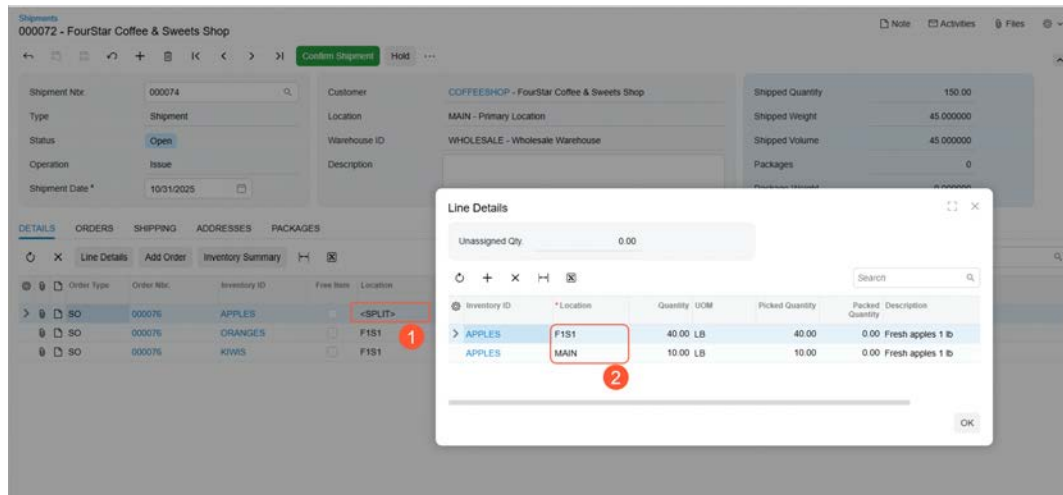 Shipments
000072 - FourStar Coffee & Sweets Shop
Note Activities Files
Confirm Shipment Hold
Shipment Nbr. 000074 Customer COFFEESHOP - FourStar Coffee & Sweets Shop Shipped Quantity 150.00
Type Shipment Location MAIN - Primary Location Shipped Weight 45.000000
Status Open Warehouse ID WHOLESALE - Wholesale Warehouse Shipped Volume 45.000000
Operation Issue Description Packages 0
Shipment Date * 10/31/2025 Package Weight 0.000000
DETAILS ORDERS SHIPPING ADDRESSES PACKAGES
Line Details Add Order Inventory Summary
Order Type Order Nbr. Inventory ID Free Item Location
SO 000076 APPLES <SPLIT>
SO 000076 ORANGES F1S1
SO 000076 KIWIS F1S1
1
Line Details
Unassigned Qty. 0.00
Search
Inventory ID *Location Quantity UOM Picked Quantity Packed Quantity Description
APPLES F1S1 40.00 LB 40.00 0.00 Fresh apples 1 lb
APPLES MAIN 10.00 LB 10.00 0.00 Fresh apples 1 lb
2
OK